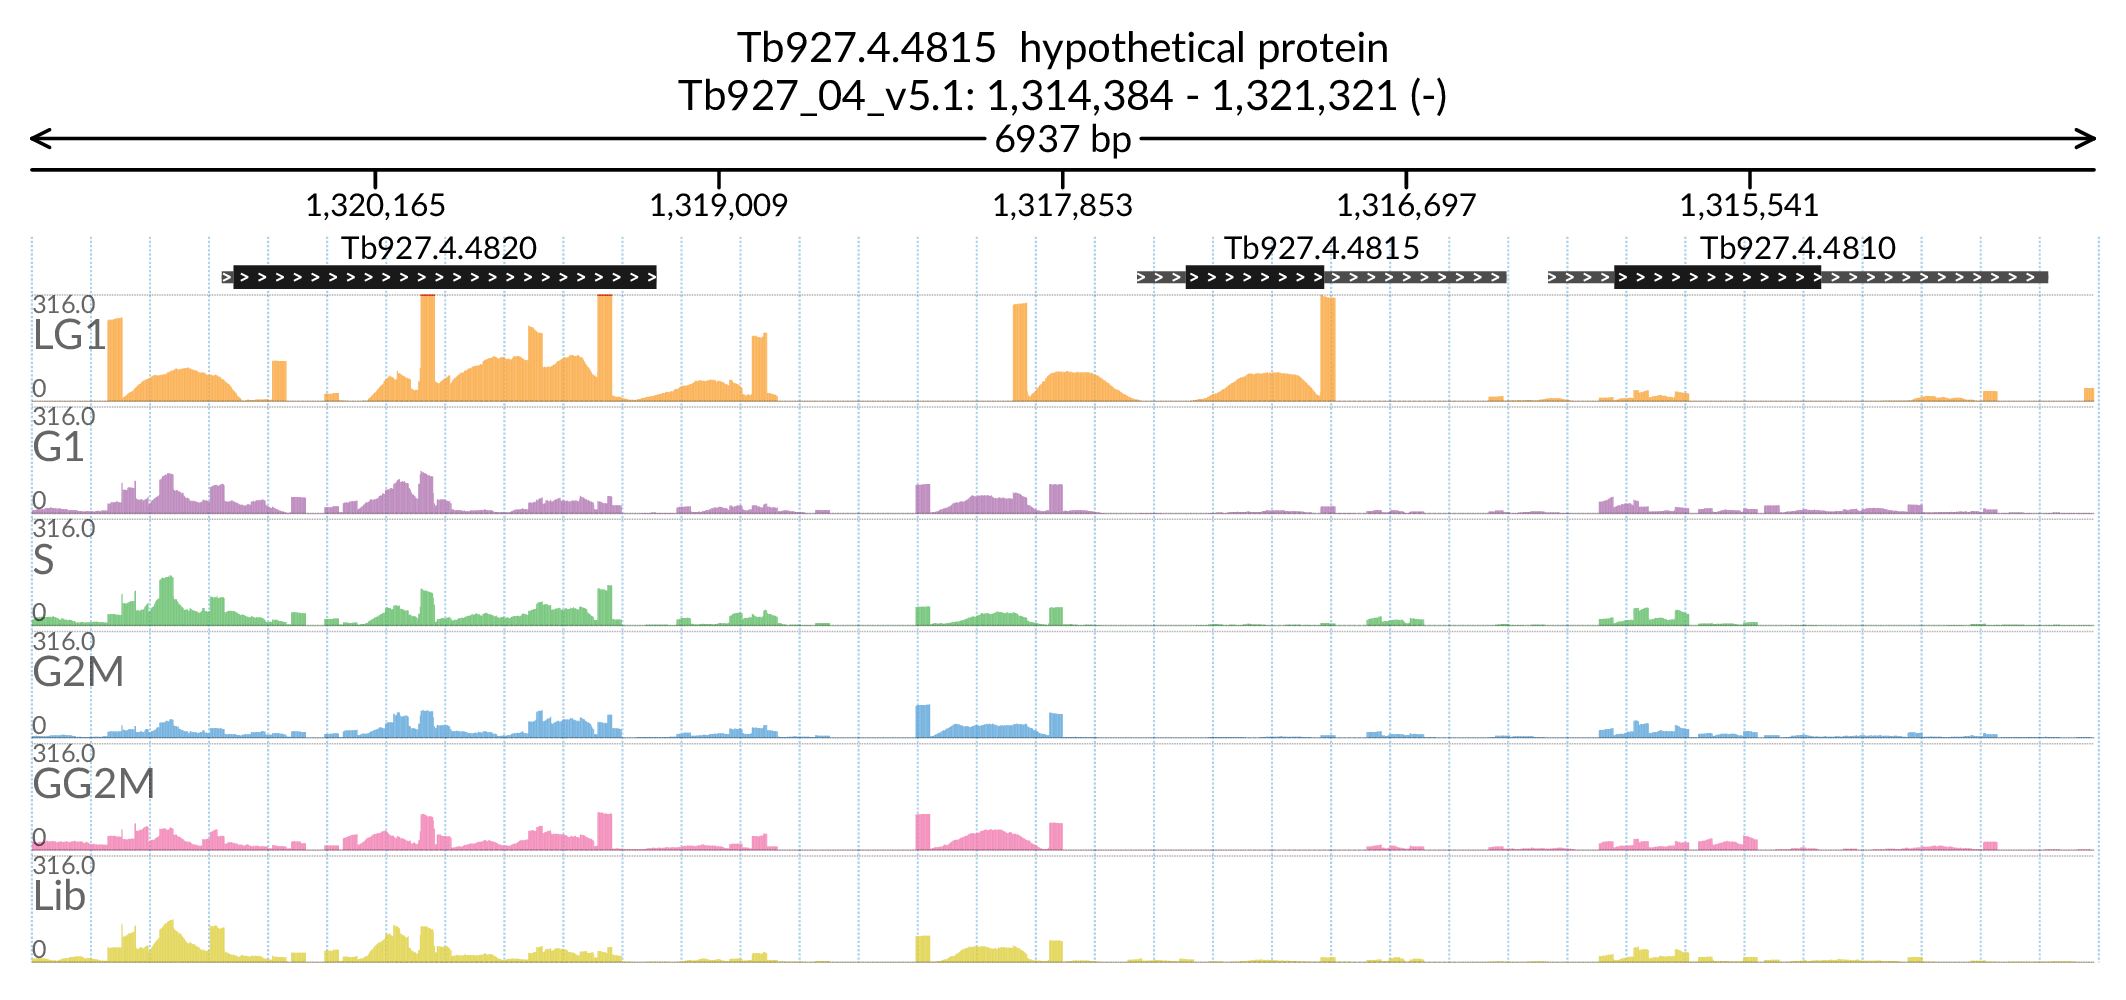 Tb927.4.4815  hypothetical protein
Tb927_04_v5.1: 1,314,384 - 1,321,321 (-)
6937 bp
1,320,165 1,319,009 1,317,853 1,316,697 1,315,541
Tb927.4.4820 Tb927.4.4815 Tb927.4.4810
316.0
LG1
0
316.0
G1
0
316.0
S
0
316.0
G2M
0
316.0
GG2M
0
316.0
Lib
0